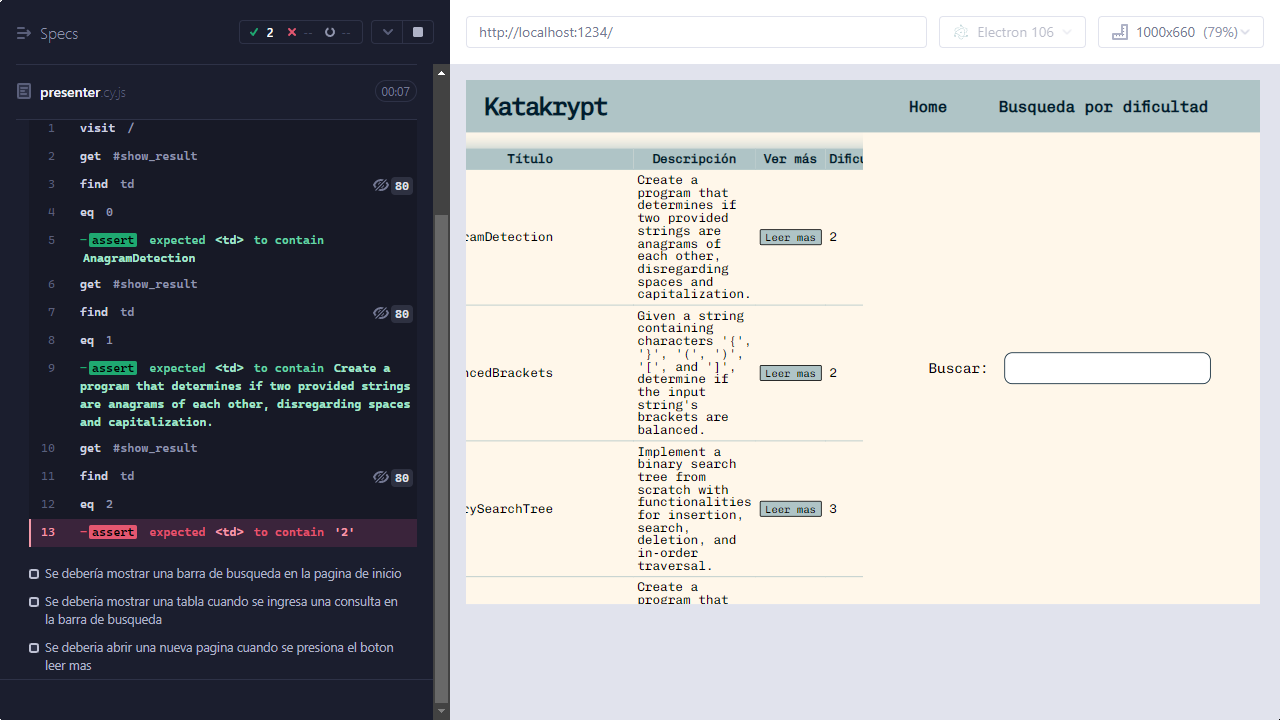 Specs
2
--
--
presenter.cy.js
00:07
1 visit /
2 get #show_result
3 find td 80
4 eq 0
5 -assert expected <td> to contain
AnagramDetection
6 get #show_result
7 find td 80
8 eq 1
9 -assert expected <td> to contain Create a
program that determines if two provided strings
are anagrams of each other, disregarding spaces
and capitalization.
10 get #show_result
11 find td 80
12 eq 2
13 -assert expected <td> to contain '2'
Se debería mostrar una barra de busqueda en la pagina de inicio
Se deberia mostrar una tabla cuando se ingresa una consulta en
la barra de busqueda
Se deberia abrir una nueva pagina cuando se presiona el boton
leer mas
http://localhost:1234/
Electron 106
1000x660 (79%)
Katakrypt
Home
Busqueda por dificultad
Título Descripción Ver más Dificu
Create a
program that
determines if
two provided
strings are
anagrams of
each other,
disregarding
spaces and
capitalization.
ramDetection
Leer mas
2
Given a string
containing
characters '{',
'}', '(', ')',
'[', and ']',
determine if
the input
string's
brackets are
balanced.
ncedBrackets
Leer mas
2
Implement a
binary search
tree from
scratch with
functionalities
for insertion,
search,
deletion, and
in-order
traversal.
rySearchTree
Leer mas
3
Create a
program that
Buscar: